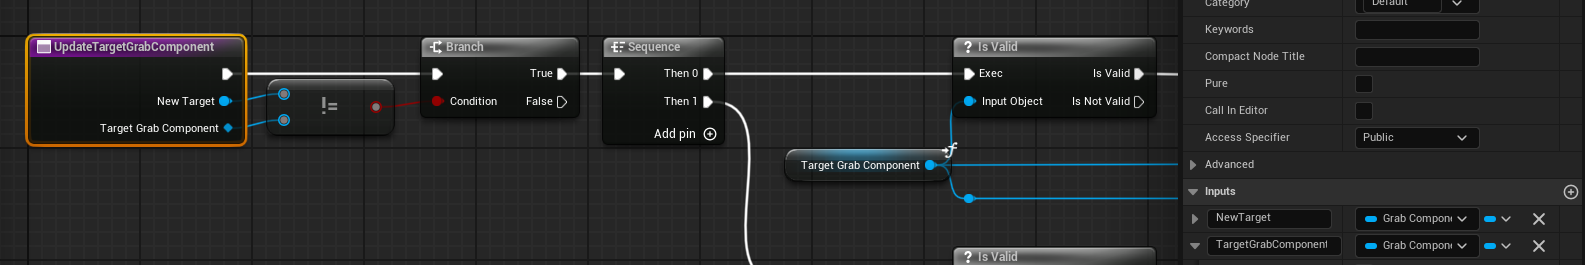 UpdateTargetGrabComponent
New Target
Target Grab Component
!=
Branch
True
Condition
False
Sequence
Then 0
Then 1
Add pin
Is Valid
Exec
Is Valid
Input Object
Is Not Valid
Target Grab Component
Is Valid
Category
Default
Keywords
Compact Node Title
Pure
Call In Editor
Access Specifier
Public
Advanced
Inputs
NewTarget
Grab Compone
TargetGrabComponent
Grab Compone